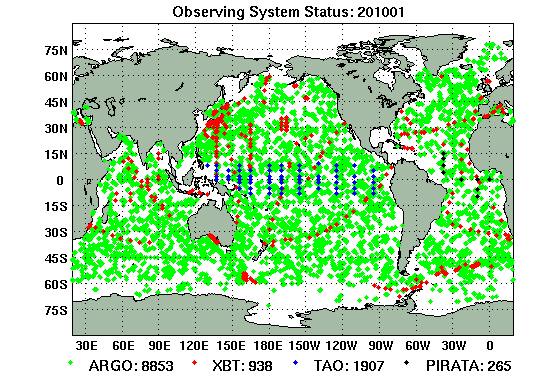 Observing System Status: 201001
75N
60N
45N
30N
15N
0
15S
30S
45S
60S
75S
30E 60E 90E 120E 150E 180E 150W 120W 90W 60W 30W 0
ARGO: 8853 XBT: 938 TAO: 1907 PIRATA: 265